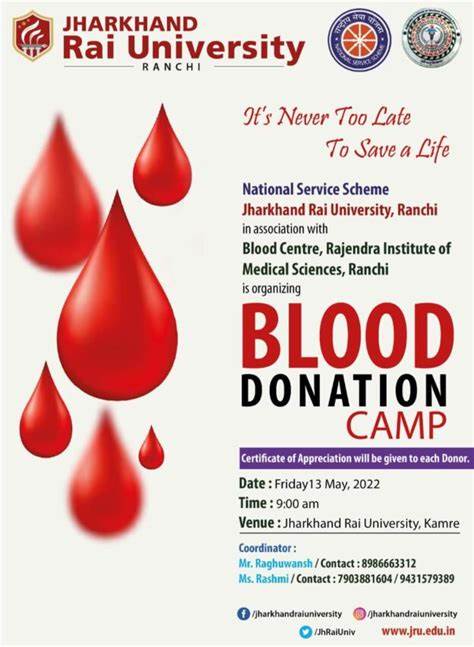 JHARKHAND
Rai University
RANCHI
NATIONAL SERVICE SCHEME
It's Never Too Late
To Save a Life
National Service Scheme
Jharkhand Rai University, Ranchi
in association with
Blood Centre, Rajendra Institute of
Medical Sciences, Ranchi
is organizing
BLOOD
DONATION
CAMP
Certificate of Appreciation will be given to each Donor.
Date : Friday13 May, 2022
Time : 9:00 am
Venue : Jharkhand Rai University, Kamre
Coordinator :
Mr. Raghuwansh / Contact : 8986663312
Ms. Rashmi / Contact : 7903881604 / 9431579389
/jharkhandraiuniversity /jharkhandraiuniversity
/JhRaiUniv www.jru.edu.in